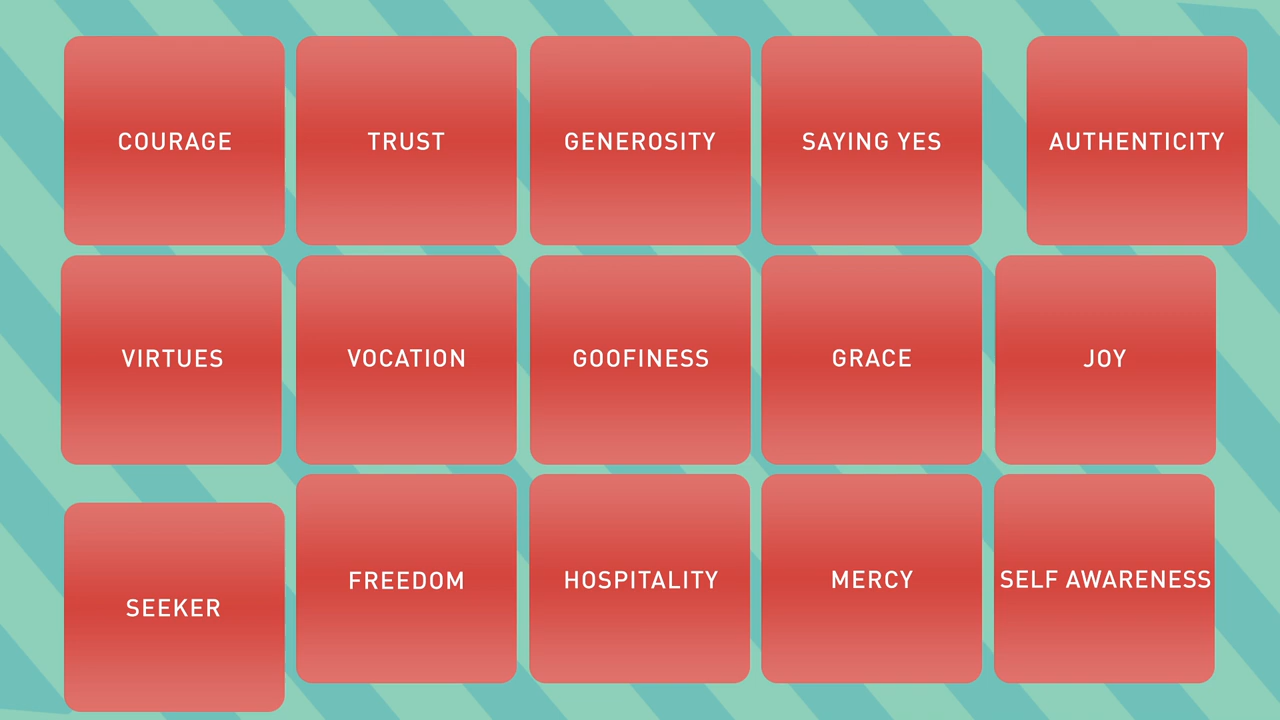 COURAGE
TRUST
GENEROSITY
SAYING YES
AUTHENTICITY
VIRTUES
VOCATION
GOOFINESS
GRACE
JOY
SEEKER
FREEDOM
HOSPITALITY
MERCY
SELF AWARENESS